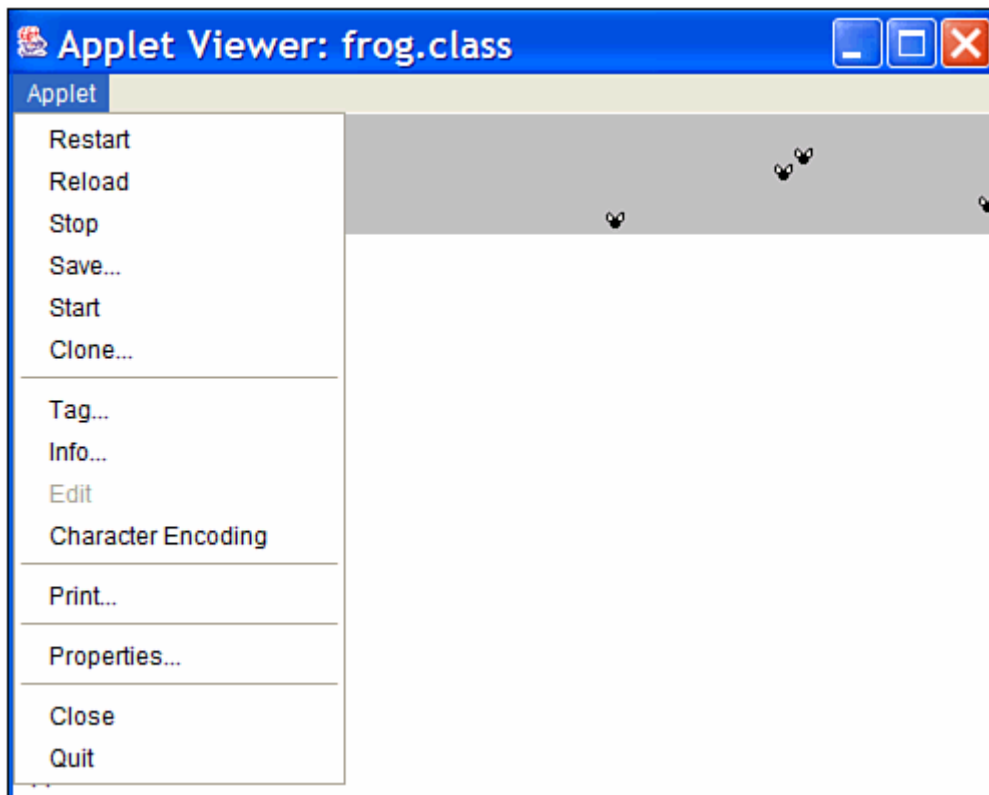 Applet Viewer: frog.class
Applet
Restart
Reload
Stop
Save...
Start
Clone...
Tag...
Info...
Edit
Character Encoding
Print...
Properties...
Close
Quit